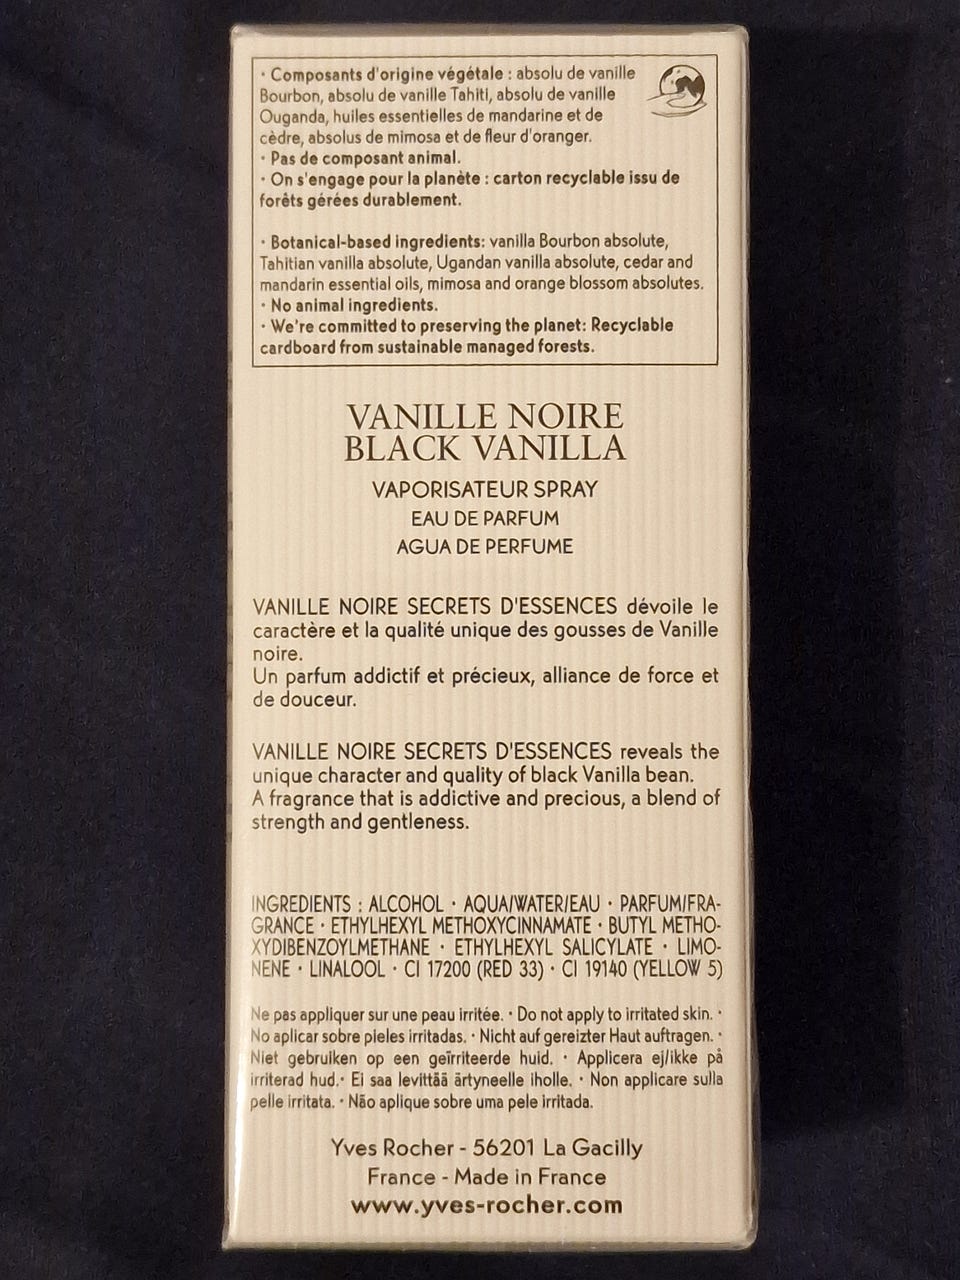 · Composants d'origine végétale : absolu de vanille
Bourbon, absolu de vanille Tahiti, absolu de vanille
Ouganda, huiles essentielles de mandarine et de
cèdre, absolus de mimosa et de fleur d'oranger.
· Pas de composant animal.
· On s'engage pour la planète : carton recyclable issu de
forêts gérées durablement.
· Botanical-based ingredients: vanilla Bourbon absolute,
Tahitian vanilla absolute, Ugandan vanilla absolute, cedar and
mandarin essential oils, mimosa and orange blossom absolutes.
· No animal ingredients.
· We're committed to preserving the planet: Recyclable
cardboard from sustainable managed forests.
VANILLE NOIRE
BLACK VANILLA
VAPORISATEUR SPRAY
EAU DE PARFUM
AGUA DE PERFUME
VANILLE NOIRE SECRETS D'ESSENCES dévoile le
caractère et la qualité unique des gousses de Vanille
noire.
Un parfum addictif et précieux, alliance de force et
de douceur.
VANILLE NOIRE SECRETS D'ESSENCES reveals the
unique character and quality of black Vanilla bean.
A fragrance that is addictive and precious, a blend of
strength and gentleness.
INGREDIENTS : ALCOHOL · AQUA/WATER/EAU · PARFUM/FRA-
GRANCE · ETHYLHEXYL METHOXYCINNAMATE · BUTYL METHO-
XYDIBENZOYLMETHANE · ETHYLHEXYL SALICYLATE · LIMO-
NENE · LINALOOL · CI 17200 (RED 33) · CI 19140 (YELLOW 5)
Ne pas appliquer sur une peau irritée. · Do not apply to irritated skin. ·
No aplicar sobre pieles irritadas. · Nicht auf gereizter Haut auftragen. ·
Niet gebruiken op een geïrriteerde huid. · Applicera ej/ikke på
irriterad hud.· Ei saa levittää ärtyneelle iholle. · Non applicare sulla
pelle irritata. · Não aplique sobre uma pele irritada.
Yves Rocher - 56201 La Gacilly
France - Made in France
www.yves-rocher.com